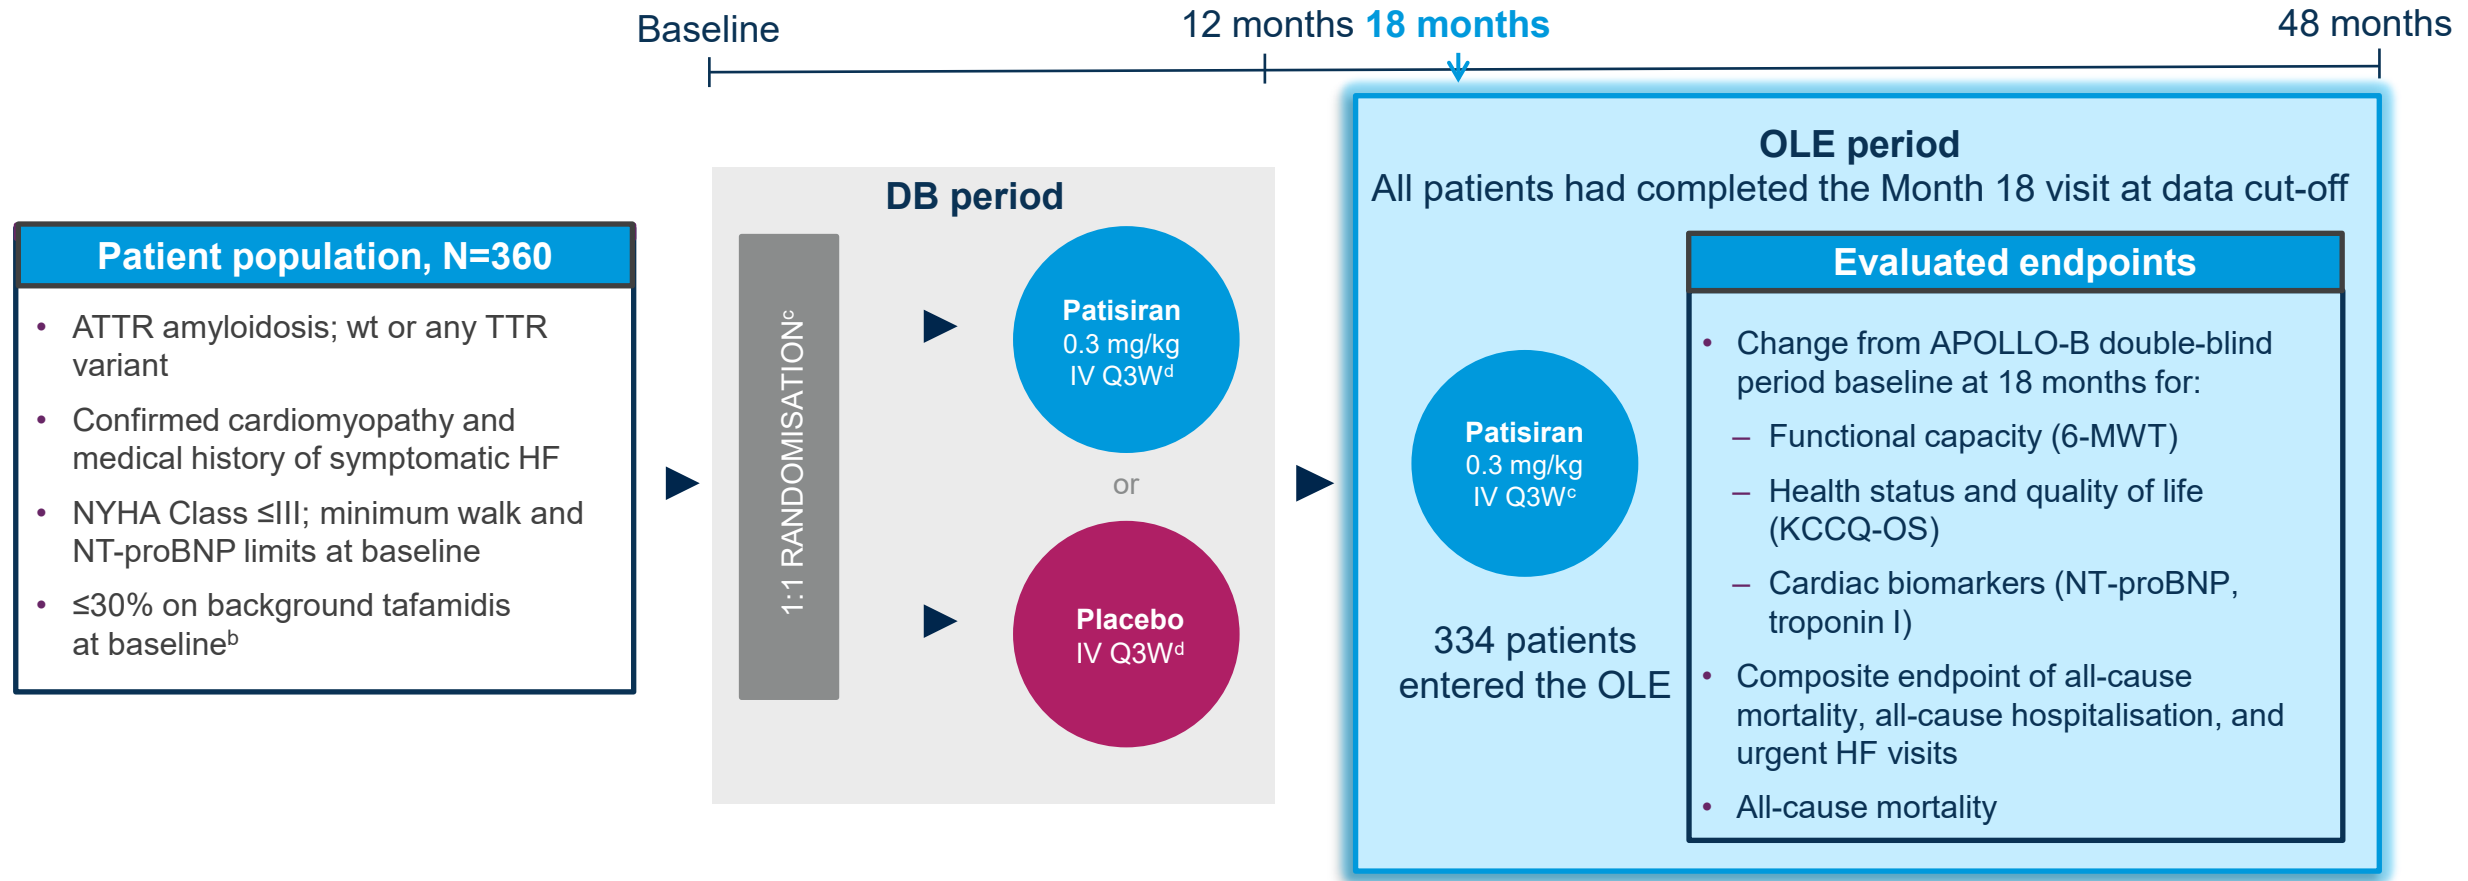 Baseline
12 months
18 months
48 months
Patient population, N=360
• ATTR amyloidosis; wt or any TTR
variant
• Confirmed cardiomyopathy and
medical history of symptomatic HF
• NYHA Class ≤III; minimum walk and
NT-proBNP limits at baseline
• ≤30% on background tafamidis
at baselineᵇ
DB period
1:1 RANDOMISATIONᶜ
Patisiran
0.3 mg/kg
IV Q3Wᵈ
or
Placebo
IV Q3Wᵈ
OLE period
All patients had completed the Month 18 visit at data cut-off
Patisiran
0.3 mg/kg
IV Q3Wᶜ
334 patients
entered the OLE
Evaluated endpoints
• Change from APOLLO-B double-blind
period baseline at 18 months for:
– Functional capacity (6-MWT)
– Health status and quality of life
(KCCQ-OS)
– Cardiac biomarkers (NT-proBNP,
troponin I)
• Composite endpoint of all-cause
mortality, all-cause hospitalisation, and
urgent HF visits
• All-cause mortality